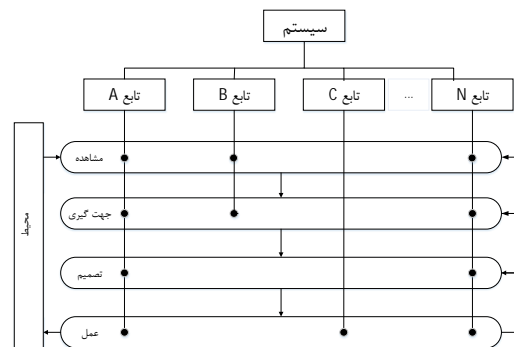 سیستم
تابع A
تابع B
تابع C
...
تابع N
محیط
مشاهده
جهت گیری
تصمیم
عمل